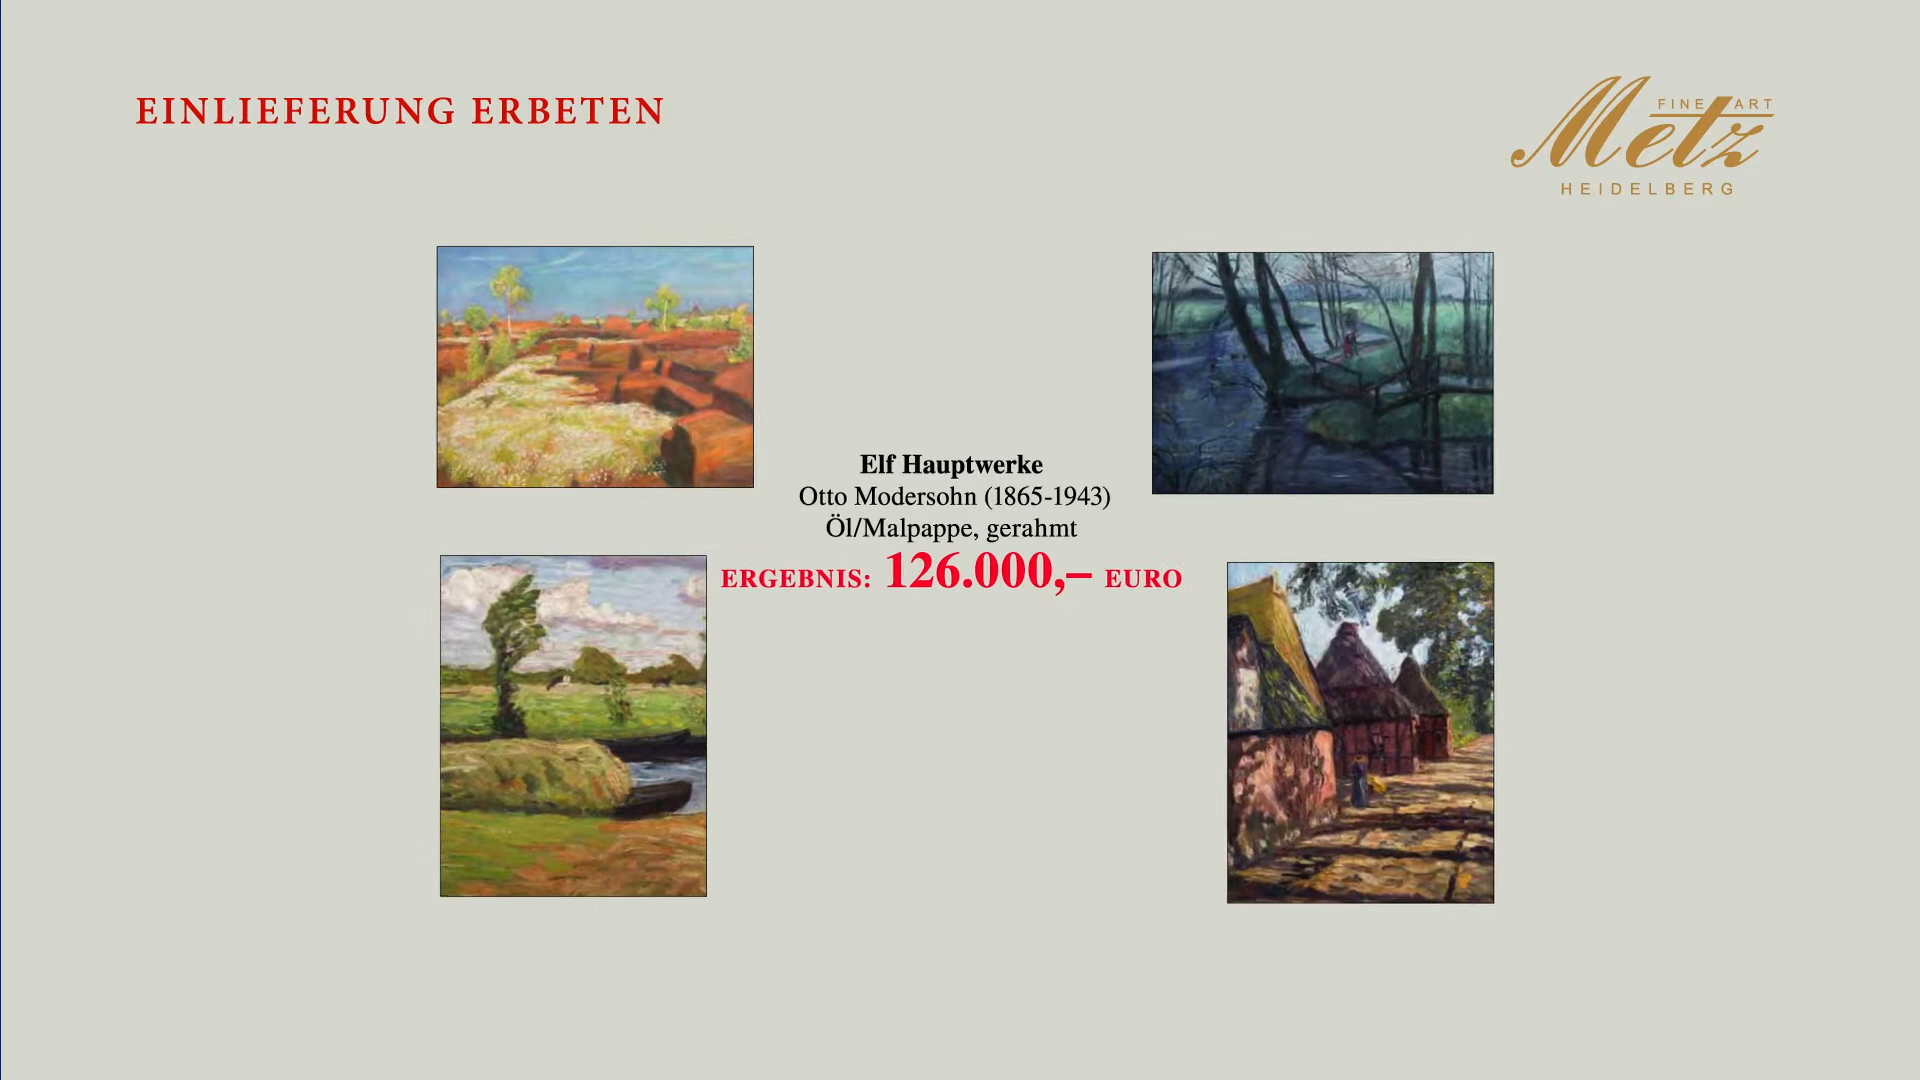 EINLIEFERUNG ERBETEN
FINE ART
Metz
HEIDELBERG
Elf Hauptwerke
Otto Modersohn (1865-1943)
Öl/Malpappe, gerahmt
ERGEBNIS: 126.000,– EURO